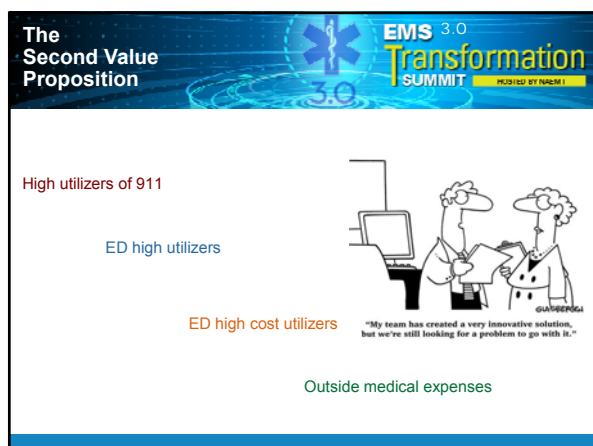 The
Second Value
Proposition
3.0
EMS 3.0
Transformation
SUMMIT
HOSTED BY NAEMT
High utilizers of 911
ED high utilizers
ED high cost utilizers
Outside medical expenses
GLASBERGEN
"My team has created a very innovative solution,
but we're still looking for a problem to go with it."